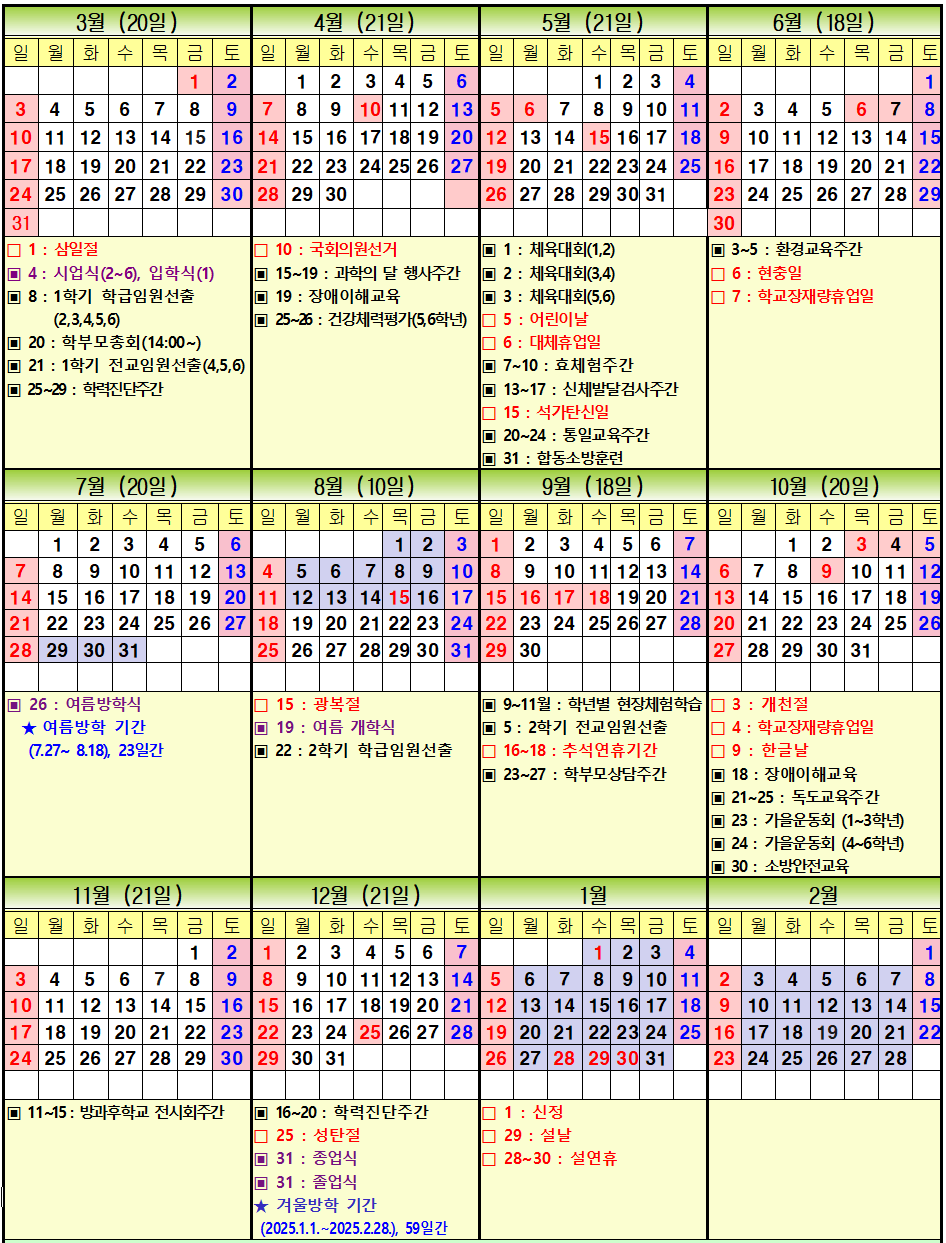 3월 (20일) 4월 (21일) 5월 (21일) 6월 (18일)
일 월 화 수 목 금 토 일 월 화 수 목 금 토 일 월 화 수 목 금 토 일 월 화 수 목 금 토
1 2 1 2 3 4 5 6 1 2 3 4 1
3 4 5 6 7 8 9 7 8 9 10 11 12 13 5 6 7 8 9 10 11 2 3 4 5 6 7 8
10 11 12 13 14 15 16 14 15 16 17 18 19 20 12 13 14 15 16 17 18 9 10 11 12 13 14 15
17 18 19 20 21 22 23 21 22 23 24 25 26 27 19 20 21 22 23 24 25 16 17 18 19 20 21 22
24 25 26 27 28 29 30 28 29 30 26 27 28 29 30 31 23 24 25 26 27 28 29
31 30
□ 1 : 삼일절
▣ 4 : 시업식(2~6), 입학식(1)
▣ 8 : 1학기 학급임원선출
(2,3,4,5,6)
▣ 20 : 학부모총회(14:00~)
▣ 21 : 1학기 전교임원선출(4,5,6)
▣ 25~29 : 학력진단주간
□ 10 : 국회의원선거
▣ 15~19 : 과학의 달 행사주간
▣ 19 : 장애이해교육
▣ 25~26 : 건강체력평가(5,6학년)
▣ 1 : 체육대회(1,2)
▣ 2 : 체육대회(3,4)
▣ 3 : 체육대회(5,6)
□ 5 : 어린이날
□ 6 : 대체휴업일
▣ 7~10 : 효체험주간
▣ 13~17 : 신체발달검사주간
□ 15 : 석가탄신일
▣ 20~24 : 통일교육주간
▣ 31 : 합동소방훈련
▣ 3~5 : 환경교육주간
□ 6 : 현충일
□ 7 : 학교장재량휴업일
7월 (20일) 8월 (10일) 9월 (18일) 10월 (20일)
일 월 화 수 목 금 토 일 월 화 수 목 금 토 일 월 화 수 목 금 토 일 월 화 수 목 금 토
1 2 3 4 5 6 1 2 3 1 2 3 4 5 6 7 1 2 3 4 5
7 8 9 10 11 12 13 4 5 6 7 8 9 10 8 9 10 11 12 13 14 6 7 8 9 10 11 12
14 15 16 17 18 19 20 11 12 13 14 15 16 17 15 16 17 18 19 20 21 13 14 15 16 17 18 19
21 22 23 24 25 26 27 18 19 20 21 22 23 24 22 23 24 25 26 27 28 20 21 22 23 24 25 26
28 29 30 31 25 26 27 28 29 30 31 29 30 27 28 29 30 31
▣ 26 : 여름방학식
★ 여름방학 기간
(7.27~ 8.18), 23일간
□ 15 : 광복절
▣ 19 : 여름 개학식
▣ 22 : 2학기 학급임원선출
▣ 9~11월 : 학년별 현장체험학습
▣ 5 : 2학기 전교임원선출
□ 16~18 : 추석연휴기간
▣ 23~27 : 학부모상담주간
□ 3 : 개천절
□ 4 : 학교장재량휴업일
□ 9 : 한글날
▣ 18 : 장애이해교육
▣ 21~25 : 독도교육주간
▣ 23 : 가을운동회 (1~3학년)
▣ 24 : 가을운동회 (4~6학년)
▣ 30 : 소방안전교육
11월 (21일) 12월 (21일) 1월 2월
일 월 화 수 목 금 토 일 월 화 수 목 금 토 일 월 화 수 목 금 토 일 월 화 수 목 금 토
1 2 1 2 3 4 5 6 7 1 2 3 4 1
3 4 5 6 7 8 9 8 9 10 11 12 13 14 5 6 7 8 9 10 11 2 3 4 5 6 7 8
10 11 12 13 14 15 16 15 16 17 18 19 20 21 12 13 14 15 16 17 18 9 10 11 12 13 14 15
17 18 19 20 21 22 23 22 23 24 25 26 27 28 19 20 21 22 23 24 25 16 17 18 19 20 21 22
24 25 26 27 28 29 30 29 30 31 26 27 28 29 30 31 23 24 25 26 27 28
▣ 11~15 : 방과후학교 전시회주간
▣ 16~20 : 학력진단주간
□ 25 : 성탄절
▣ 31 : 종업식
▣ 31 : 졸업식
★ 겨울방학 기간
(2025.1.1.~2025.2.28.), 59일간
□ 1 : 신정
□ 29 : 설날
□ 28~30 : 설연휴